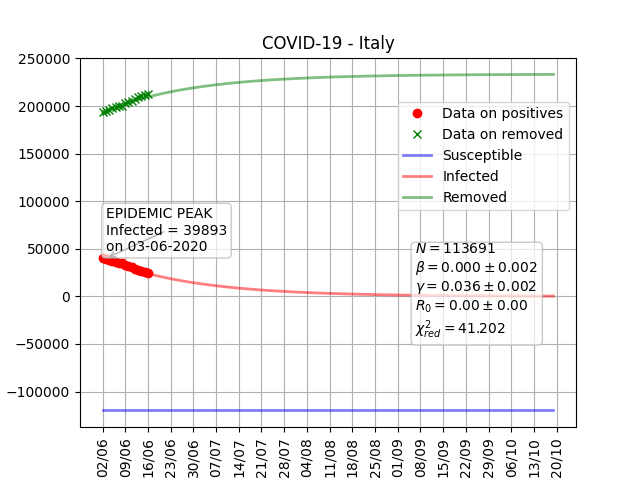 COVID-19 - Italy
250000
200000
150000
100000
50000
0
−50000
−100000
Data on positives
Data on removed
Susceptible
Infected
Removed
EPIDEMIC PEAK
Infected = 39893
on 03-06-2020
N = 113691
β = 0.000 ± 0.002
γ = 0.036 ± 0.002
R₀ = 0.00 ± 0.00
χ²_red = 41.202
02/06
09/06
16/06
23/06
30/06
07/07
14/07
21/07
28/07
04/08
11/08
18/08
25/08
01/09
08/09
15/09
22/09
29/09
06/10
13/10
20/10